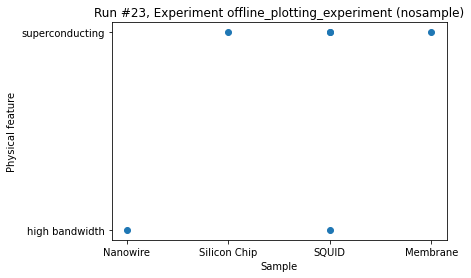 Run #23, Experiment offline_plotting_experiment (nosample)
superconducting
Physical feature
high bandwidth
Nanowire Silicon Chip SQUID Membrane
Sample